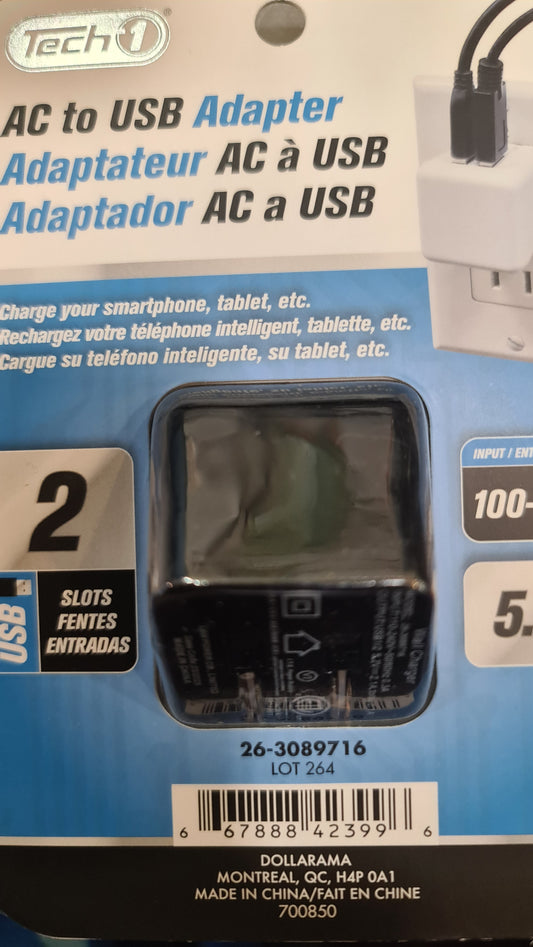 Tech 1
AC to USB Adapter
Adaptateur AC à USB
Adaptador AC a USB
Charge your smartphone, tablet, etc.
Rechargez votre téléphone intelligent, tablette, etc.
Cargue su teléfono inteligente, su tablet, etc.
INPUT / ENT
2
100-
USB
SLOTS
FENTES
ENTRADAS
5.
Wall Charger
26-3089716
LOT 264
6 67888 42399 6
DOLLARAMA
MONTREAL, QC, H4P 0A1
MADE IN CHINA/FAIT EN CHINE
700850